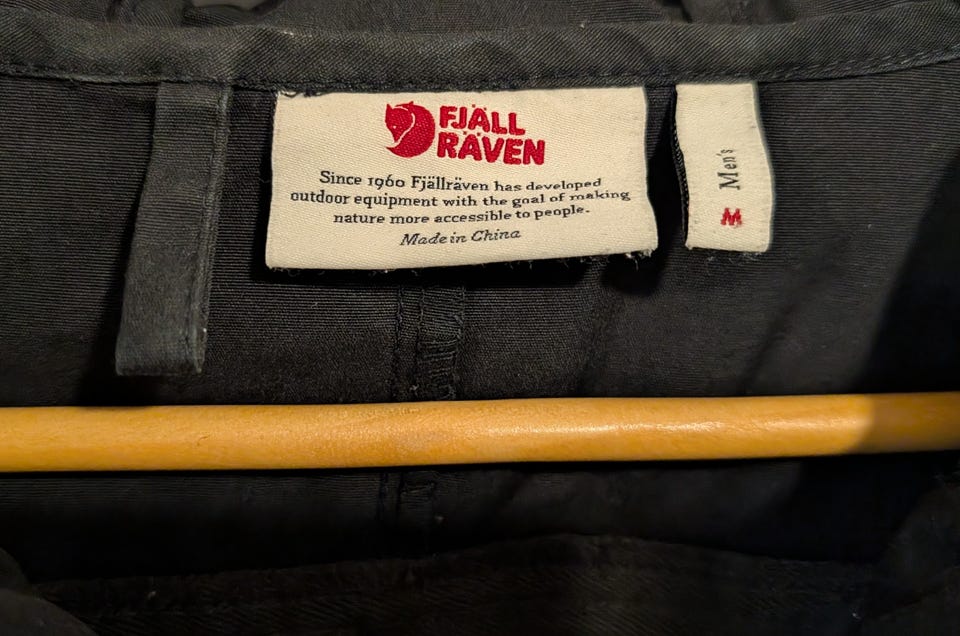 FJÄLL
RÄVEN
Since 1960 Fjällräven has developed
outdoor equipment with the goal of making
nature more accessible to people.
Made in China
Men's
M